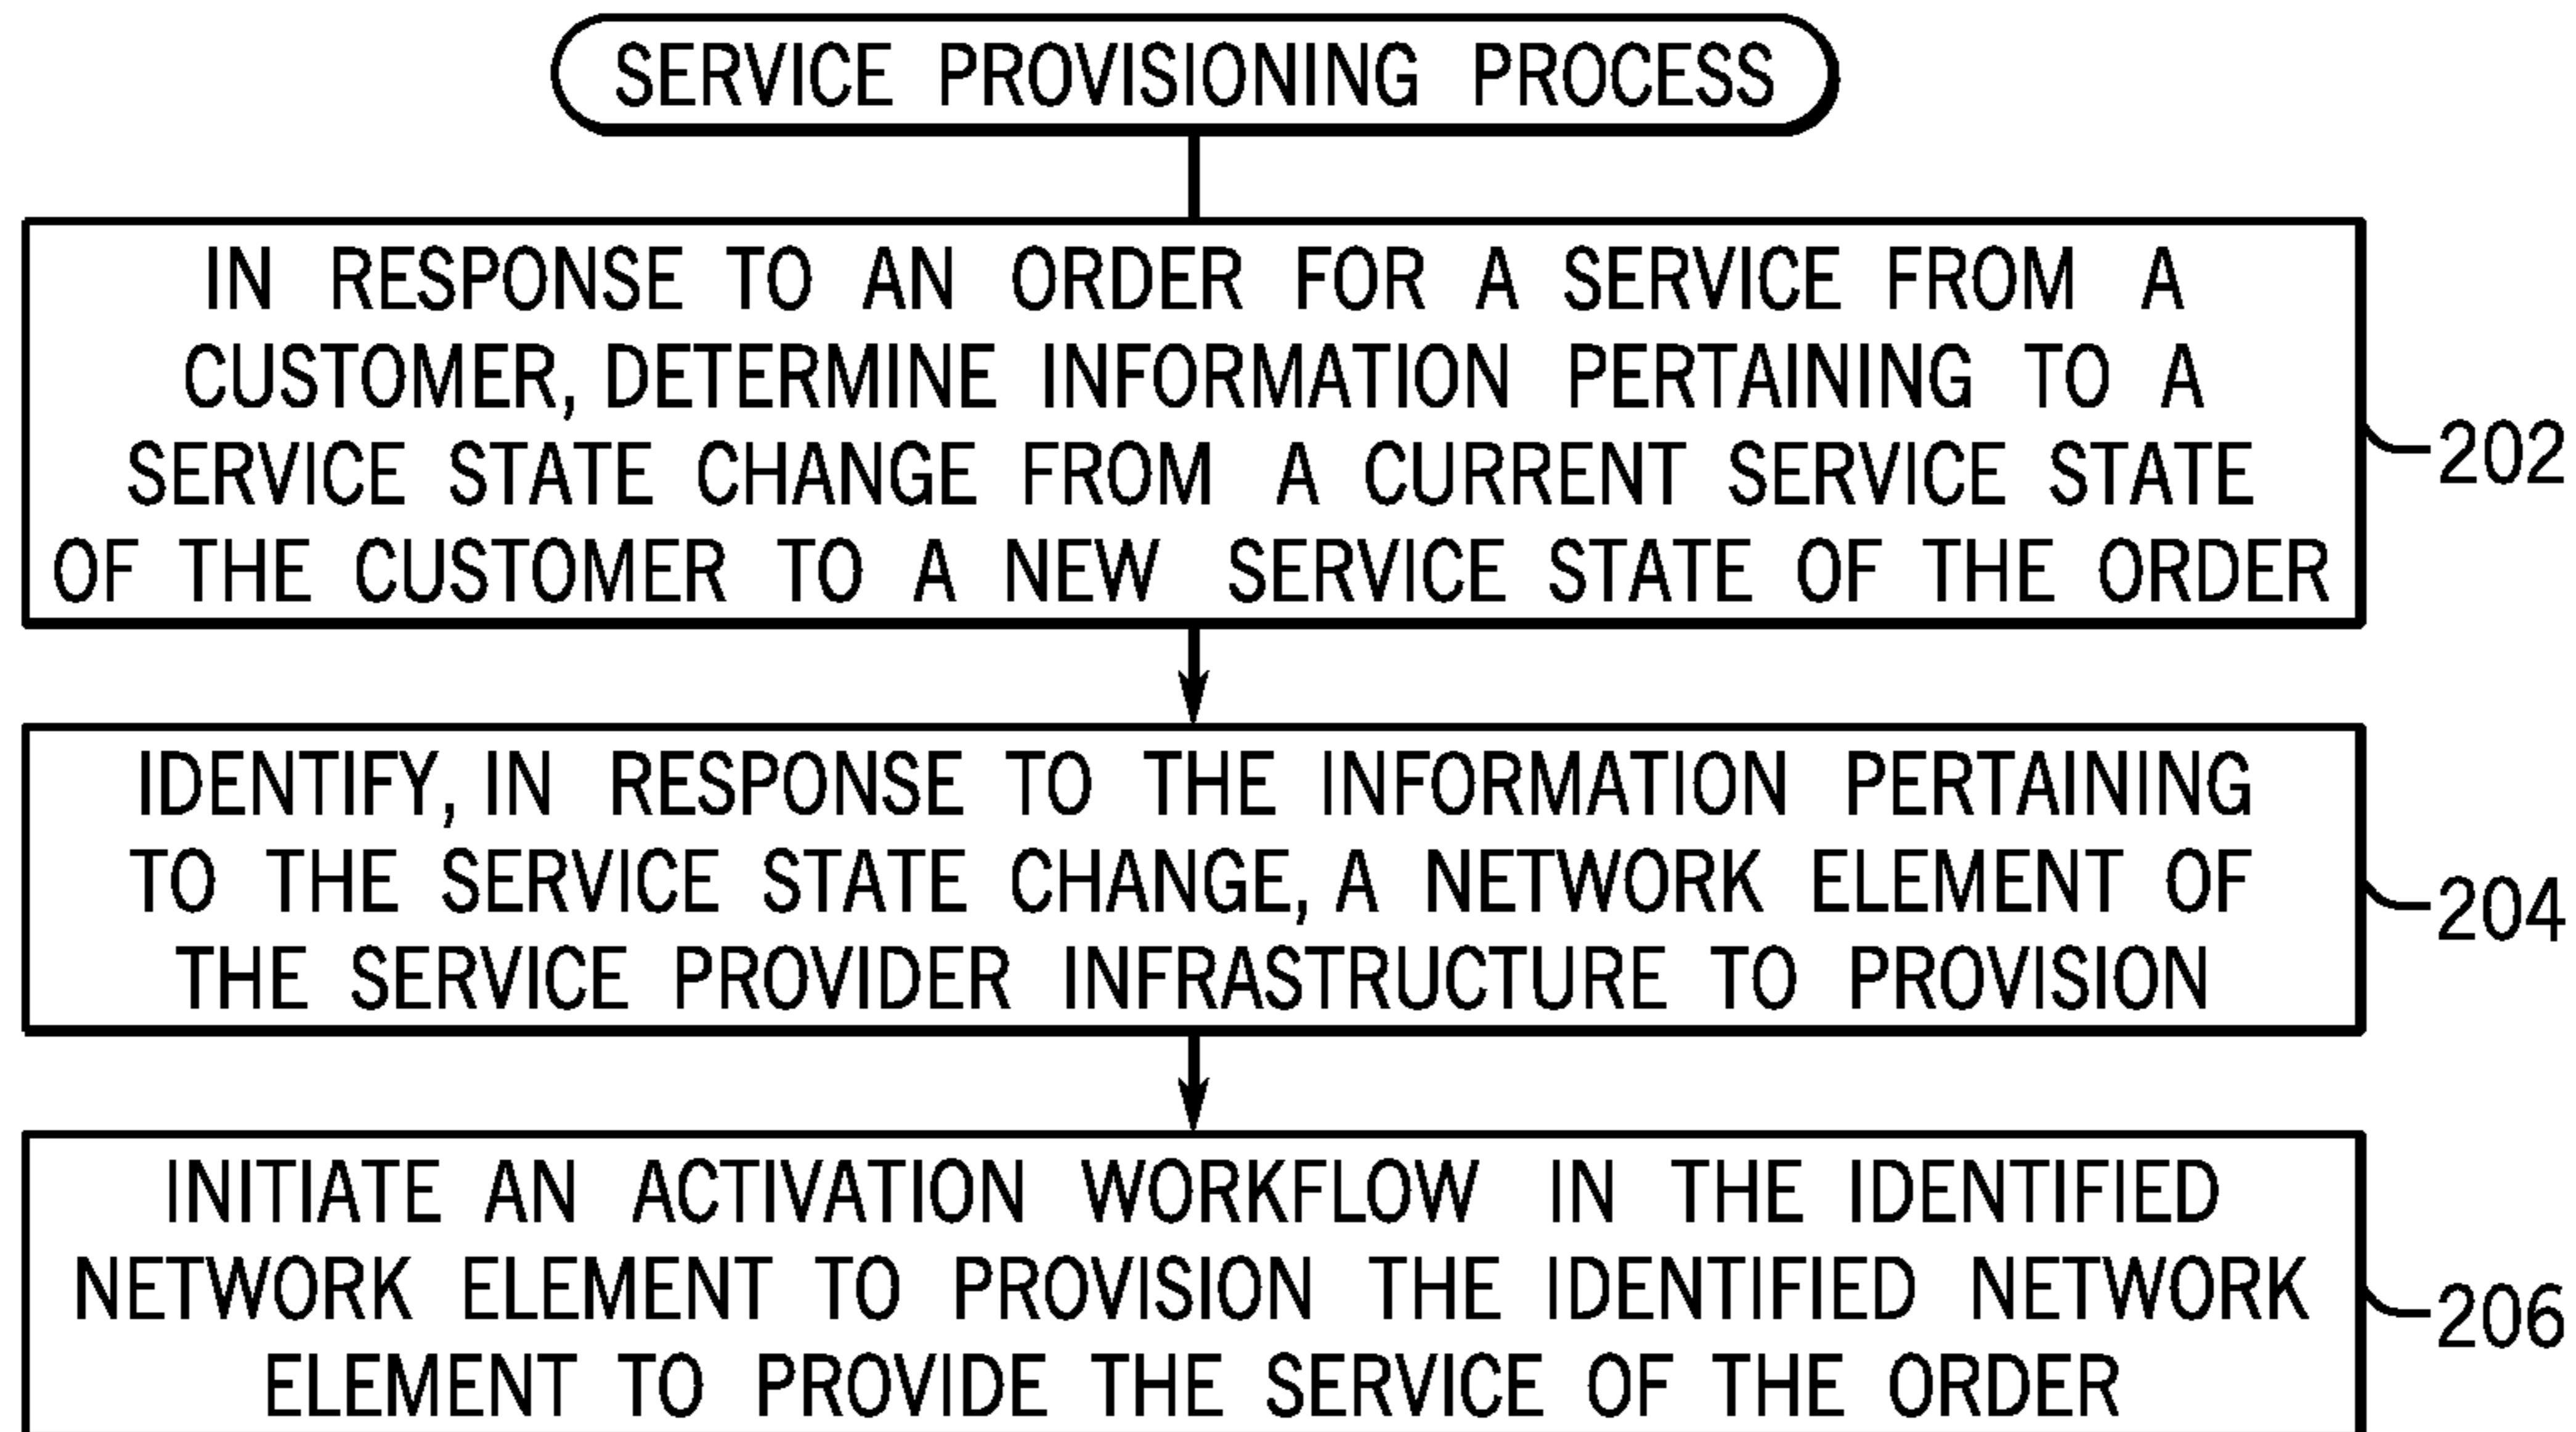 SERVICE PROVISIONING PROCESS
IN RESPONSE TO AN ORDER FOR A SERVICE FROM A
CUSTOMER, DETERMINE INFORMATION PERTAINING TO A
SERVICE STATE CHANGE FROM A CURRENT SERVICE STATE
OF THE CUSTOMER TO A NEW SERVICE STATE OF THE ORDER
202
IDENTIFY, IN RESPONSE TO THE INFORMATION PERTAINING
TO THE SERVICE STATE CHANGE, A NETWORK ELEMENT OF
THE SERVICE PROVIDER INFRASTRUCTURE TO PROVISION
204
INITIATE AN ACTIVATION WORKFLOW IN THE IDENTIFIED
NETWORK ELEMENT TO PROVISION THE IDENTIFIED NETWORK
ELEMENT TO PROVIDE THE SERVICE OF THE ORDER
206